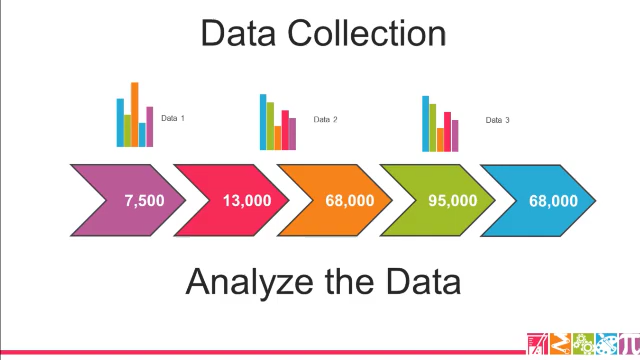 Data Collection
Data 1
Data 2
Data 3
7,500
13,000
68,000
95,000
68,000
Analyze the Data
π